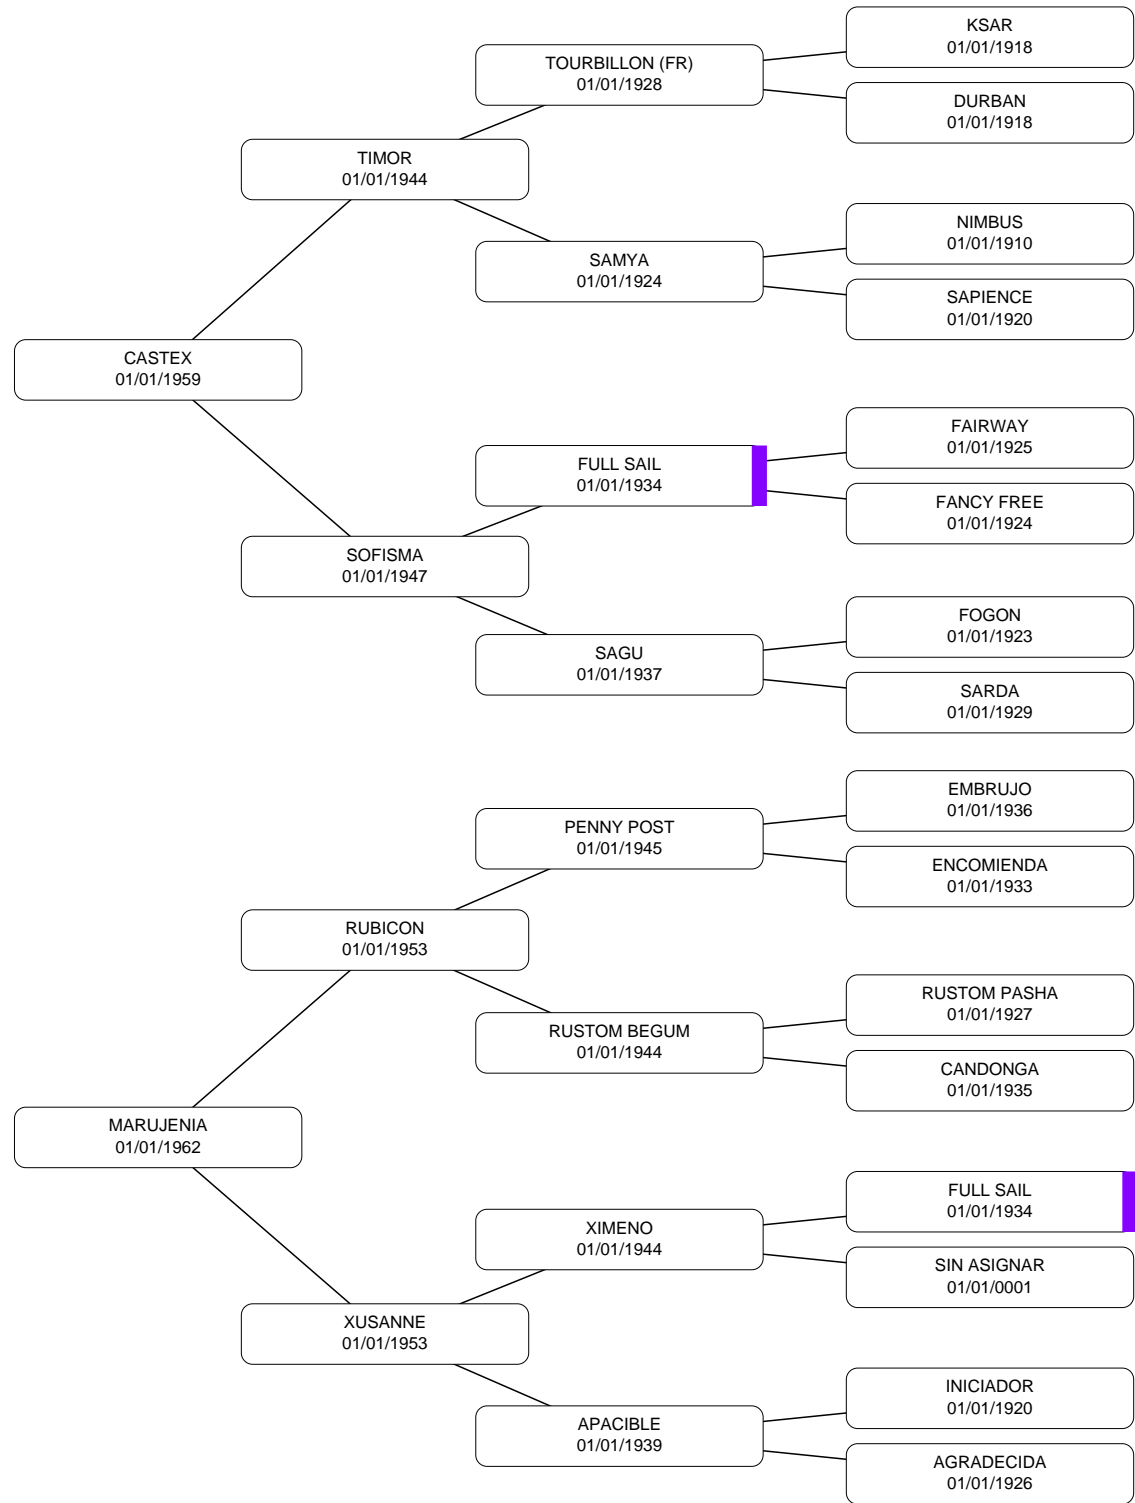 KSAR
01/01/1918
TOURBILLON (FR)
01/01/1928
DURBAN
01/01/1918
TIMOR
01/01/1944
NIMBUS
01/01/1910
SAMYA
01/01/1924
SAPIENCE
01/01/1920
CASTEX
01/01/1959
FAIRWAY
01/01/1925
FULL SAIL
01/01/1934
FANCY FREE
01/01/1924
SOFISMA
01/01/1947
FOGON
01/01/1923
SAGU
01/01/1937
SARDA
01/01/1929
EMBRUJO
01/01/1936
PENNY POST
01/01/1945
ENCOMIENDA
01/01/1933
RUBICON
01/01/1953
RUSTOM PASHA
01/01/1927
RUSTOM BEGUM
01/01/1944
CANDONGA
01/01/1935
MARUJENIA
01/01/1962
FULL SAIL
01/01/1934
XIMENO
01/01/1944
SIN ASIGNAR
01/01/0001
XUSANNE
01/01/1953
INICIADOR
01/01/1920
APACIBLE
01/01/1939
AGRADECIDA
01/01/1926